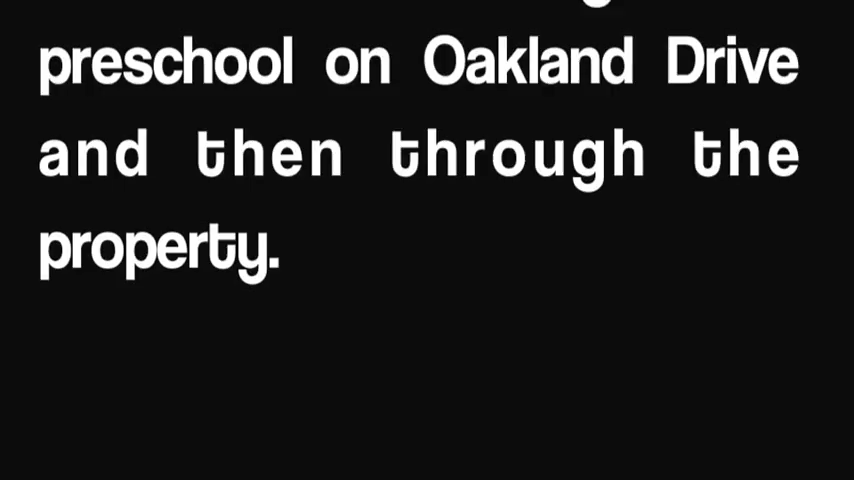 preschool on Oakland Drive
and then through the
property.